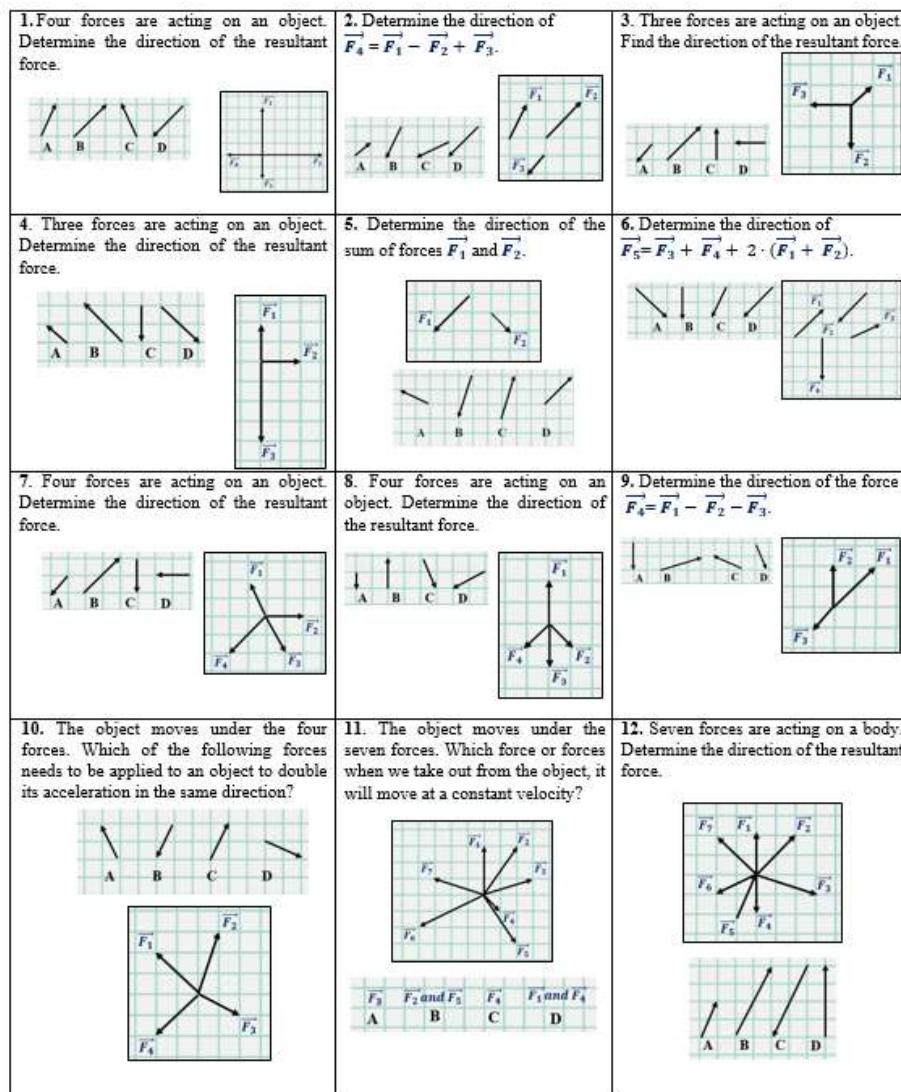 1.Four forces are acting on an object.
Determine the direction of the resultant
force.
A B C D
2. Determine the direction of
F₄ = F₁ − F₂ + F₃.
F₁ F₂
F₃
A B C D
3. Three forces are acting on an object.
Find the direction of the resultant force.
F₃ F₁
F₂
A B C D
4. Three forces are acting on an object.
Determine the direction of the resultant
force.
A B C D
F₁
F₂
F₃
5. Determine the direction of the
sum of forces F₁ and F₂.
F₁ F₂
A B C D
6. Determine the direction of
F₅= F₃ + F₄ + 2 · (F₁ + F₂).
A B C D
F₁
F₂
F₄
7. Four forces are acting on an object.
Determine the direction of the resultant
force.
A B C D
F₁
F₂
F₄ F₃
8. Four forces are acting on an
object. Determine the direction of
the resultant force.
A B C D
F₁
F₄ F₂
F₃
9. Determine the direction of the force
F₄= F₁ − F₂ − F₃.
A B C D
F₂ F₁
F₃
10. The object moves under the four
forces. Which of the following forces
needs to be applied to an object to double
its acceleration in the same direction?
A B C D
F₁ F₂
F₃
F₄
11. The object moves under the
seven forces. Which force or forces
when we take out from the object, it
will move at a constant velocity?
F₁ F₂
F₇
F₆ F₅
F₃ F₂ and F₅ F₄ F₁ and F₄
A B C D
12. Seven forces are acting on a body.
Determine the direction of the resultant
force.
F₇ F₁ F₂
F₆ F₃
F₅ F₄
A B C D